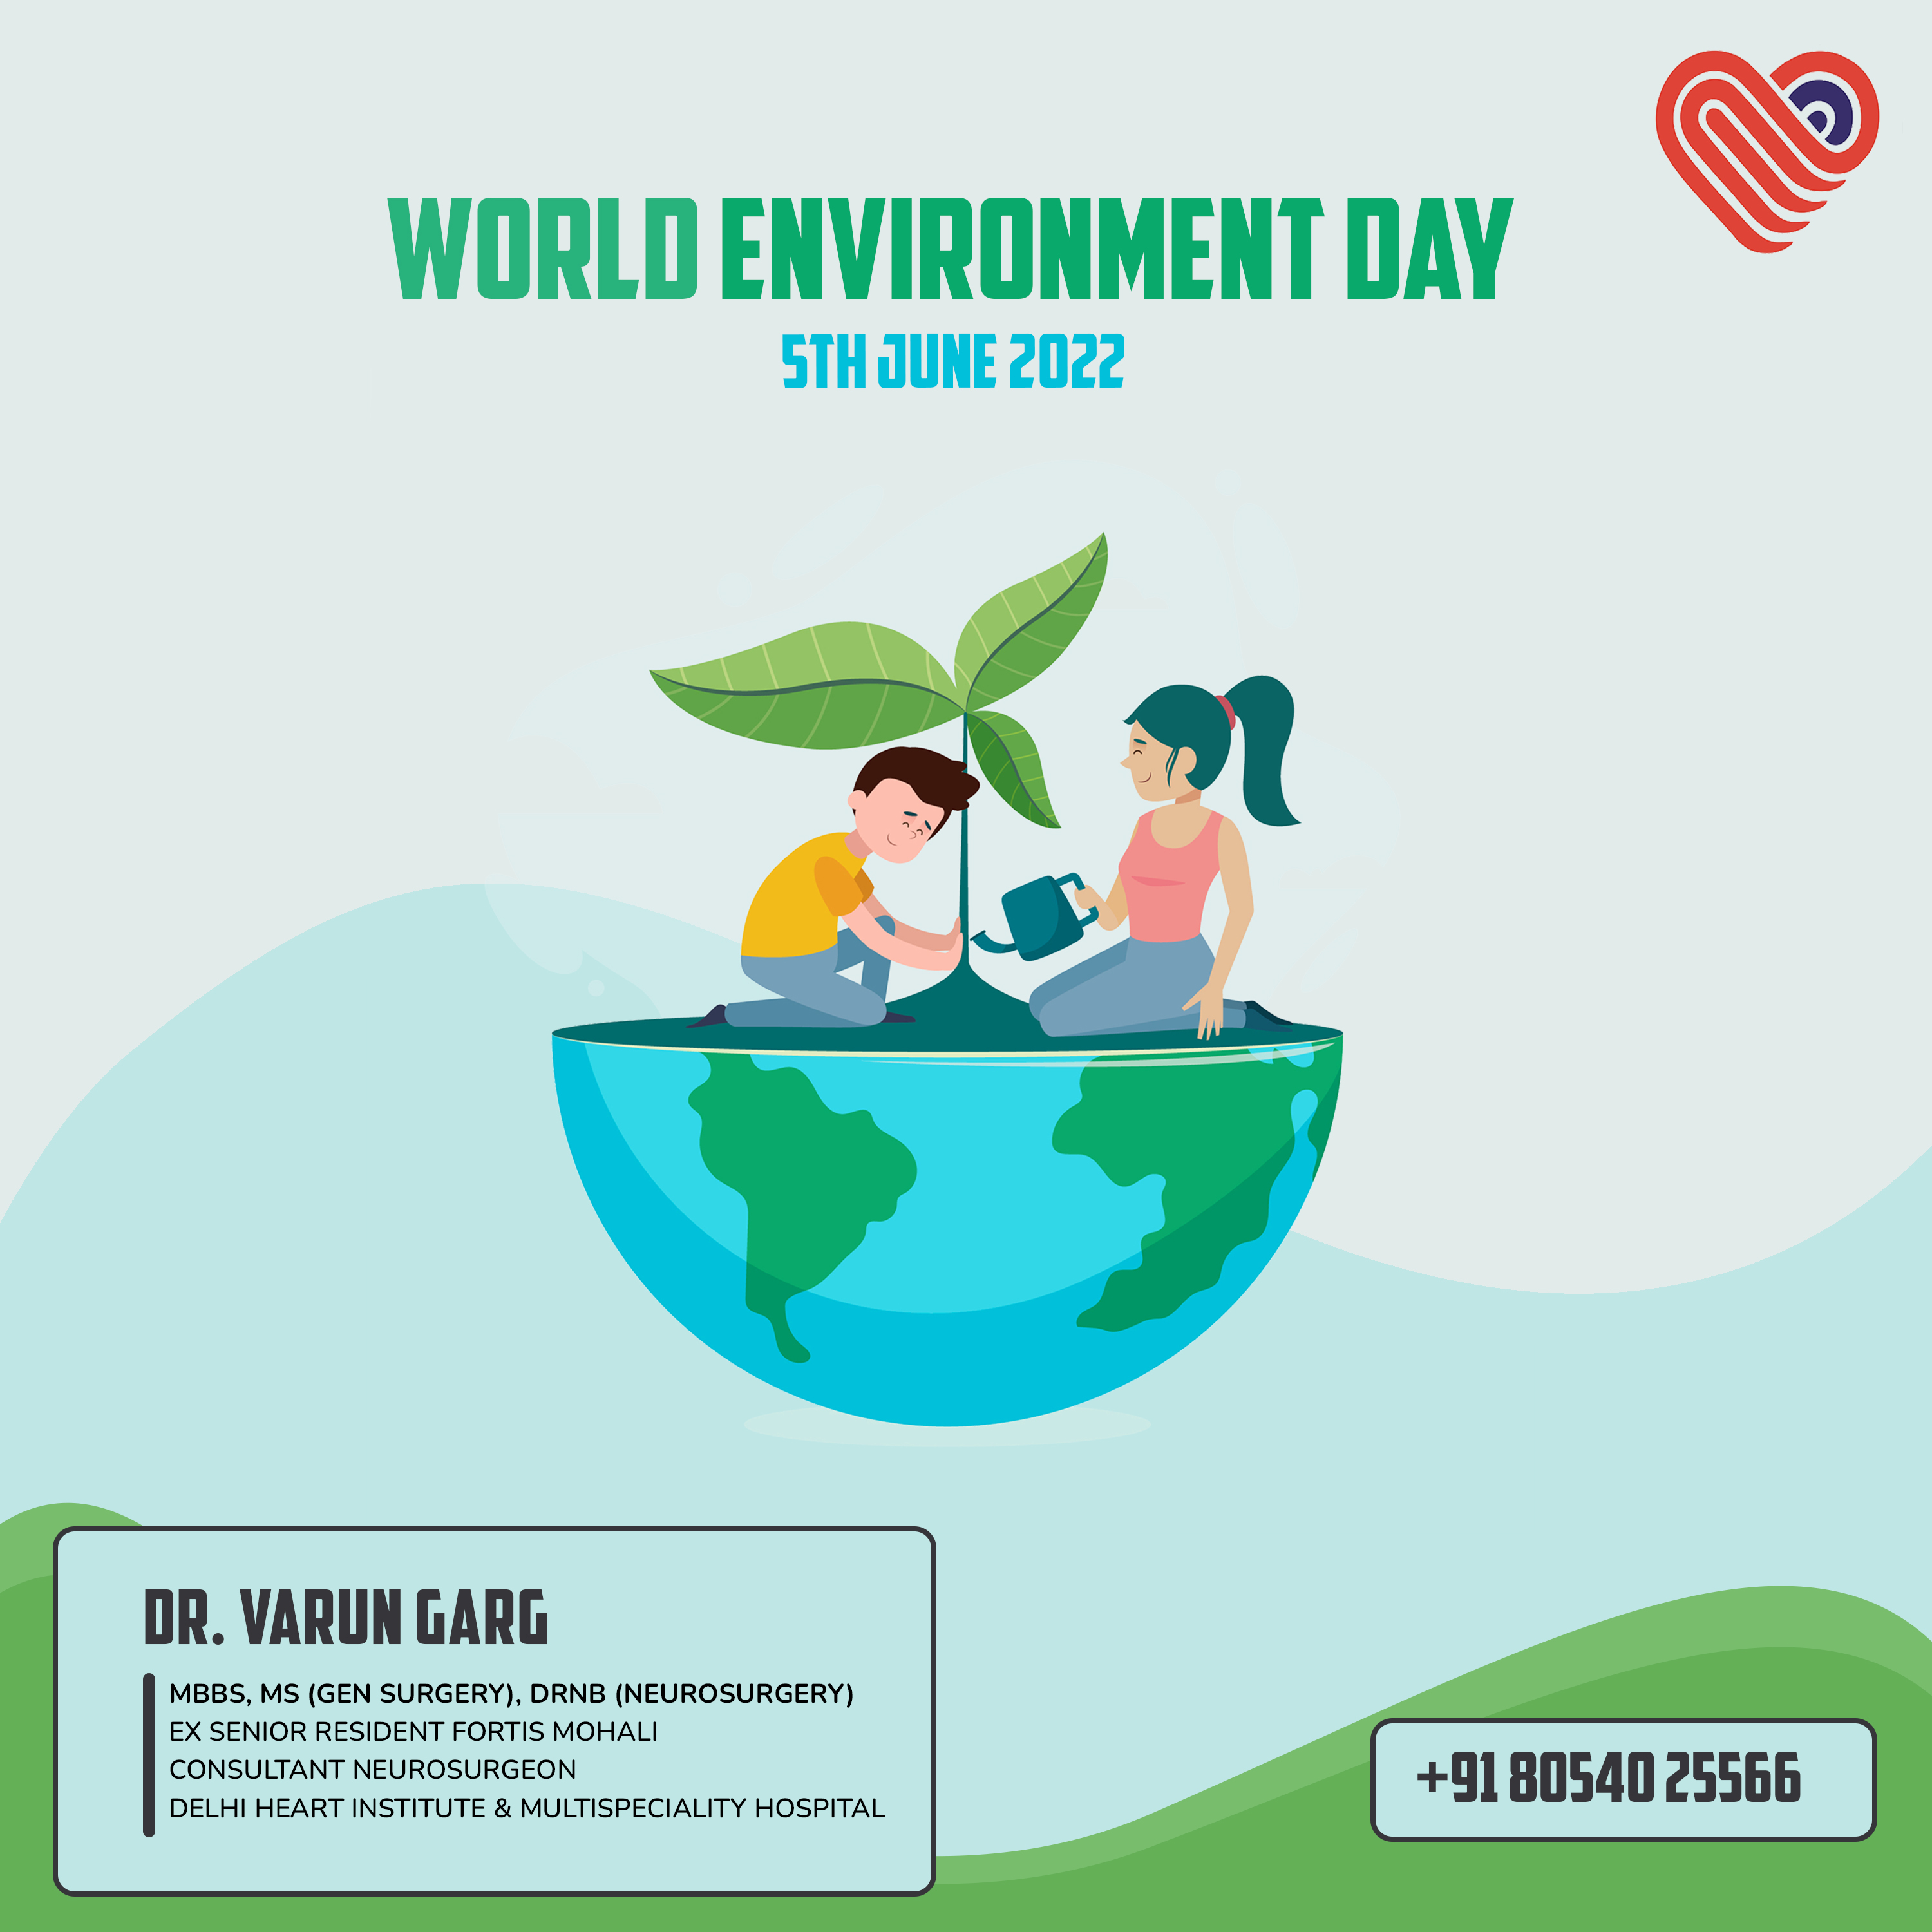 WORLD ENVIRONMENT DAY
5TH JUNE 2022
DR. VARUN GARG
MBBS, MS (GEN SURGERY), DRNB (NEUROSURGERY)
EX SENIOR RESIDENT FORTIS MOHALI
CONSULTANT NEUROSURGEON
DELHI HEART INSTITUTE & MULTISPECIALITY HOSPITAL
+91 80540 25566